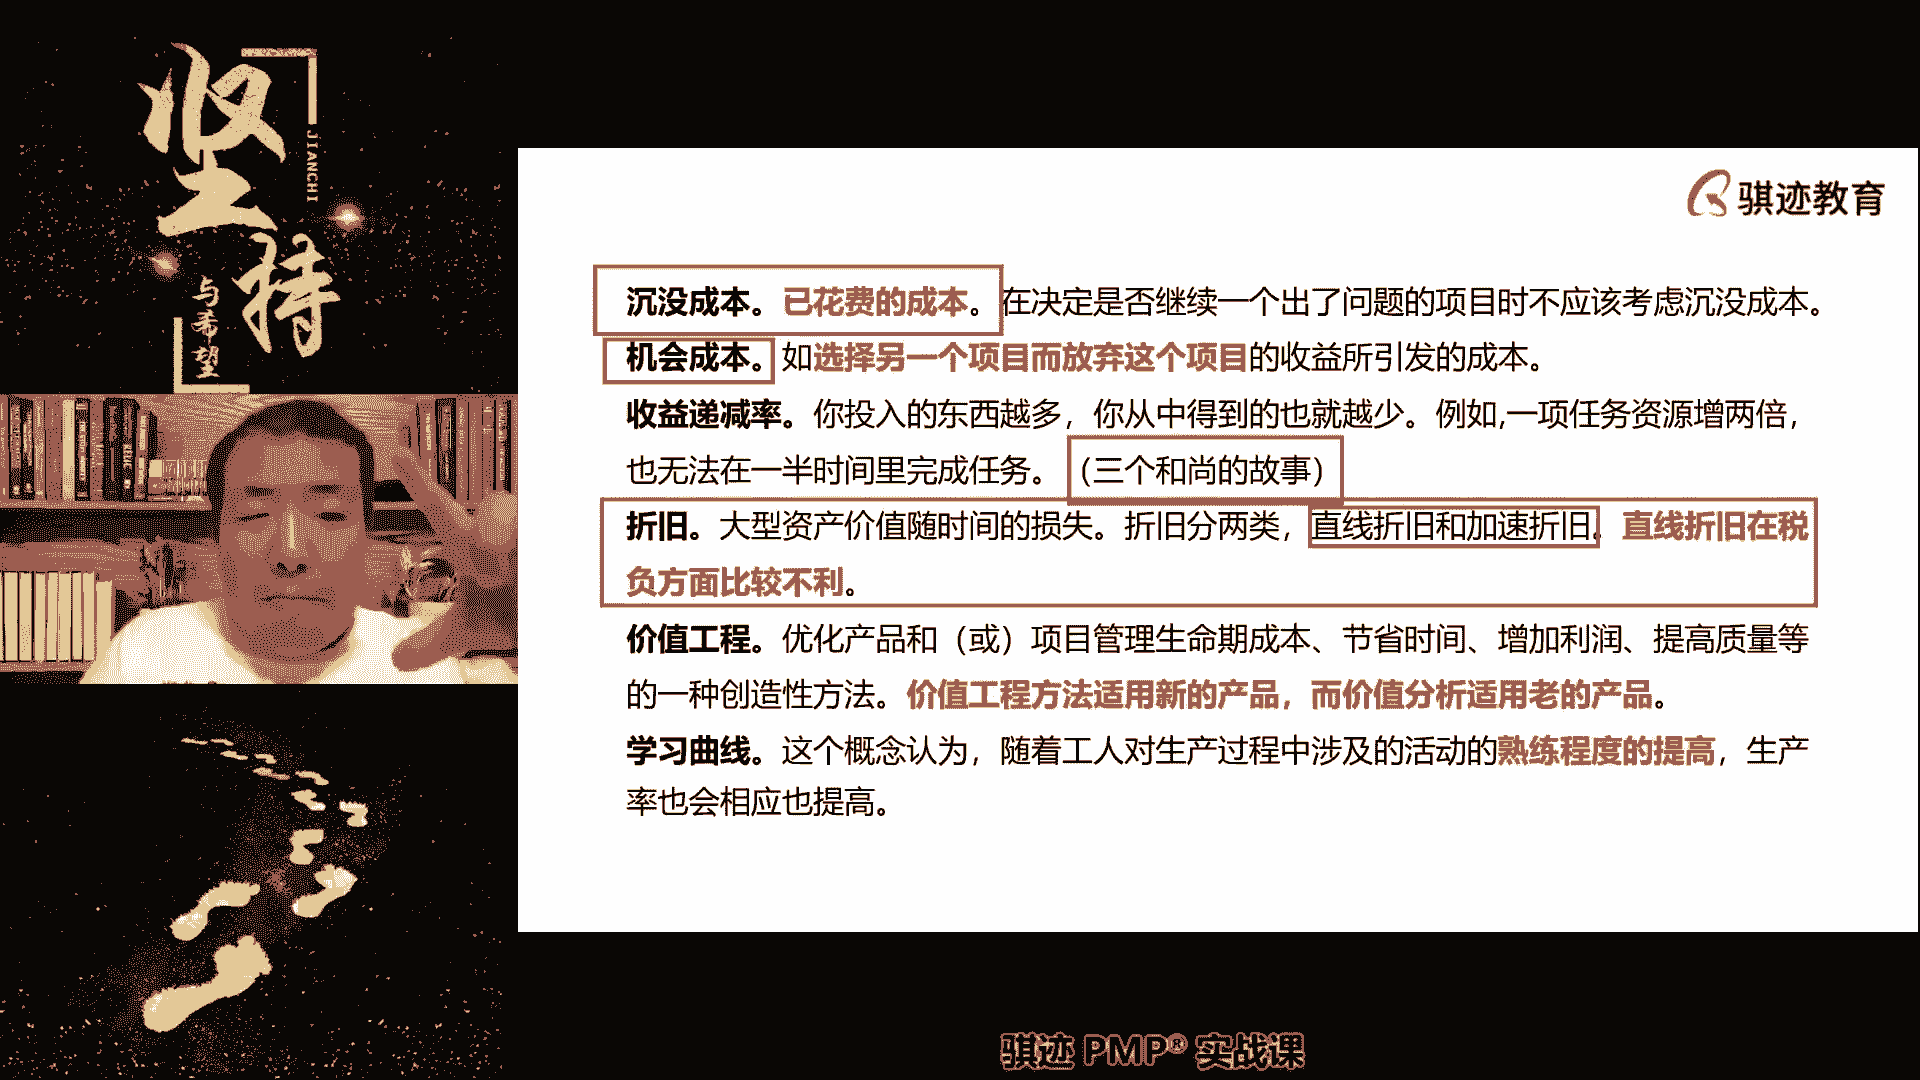 坚持
JIANCHI
与希望
骐迹教育
沉没成本。已花费的成本。在决定是否继续一个出了问题的项目时不应该考虑沉没成本。
机会成本。如选择另一个项目而放弃这个项目的收益所引发的成本。
收益递减率。你投入的东西越多，你从中得到的也就越少。例如,一项任务资源增两倍，
也无法在一半时间里完成任务。（三个和尚的故事）
折旧。大型资产价值随时间的损失。折旧分两类，直线折旧和加速折旧。直线折旧在税
负方面比较不利。
价值工程。优化产品和（或）项目管理生命期成本、节省时间、增加利润、提高质量等
的一种创造性方法。价值工程方法适用新的产品，而价值分析适用老的产品。
学习曲线。这个概念认为，随着工人对生产过程中涉及的活动的熟练程度的提高，生产
率也会相应也提高。
骐迹 PMP® 实战课